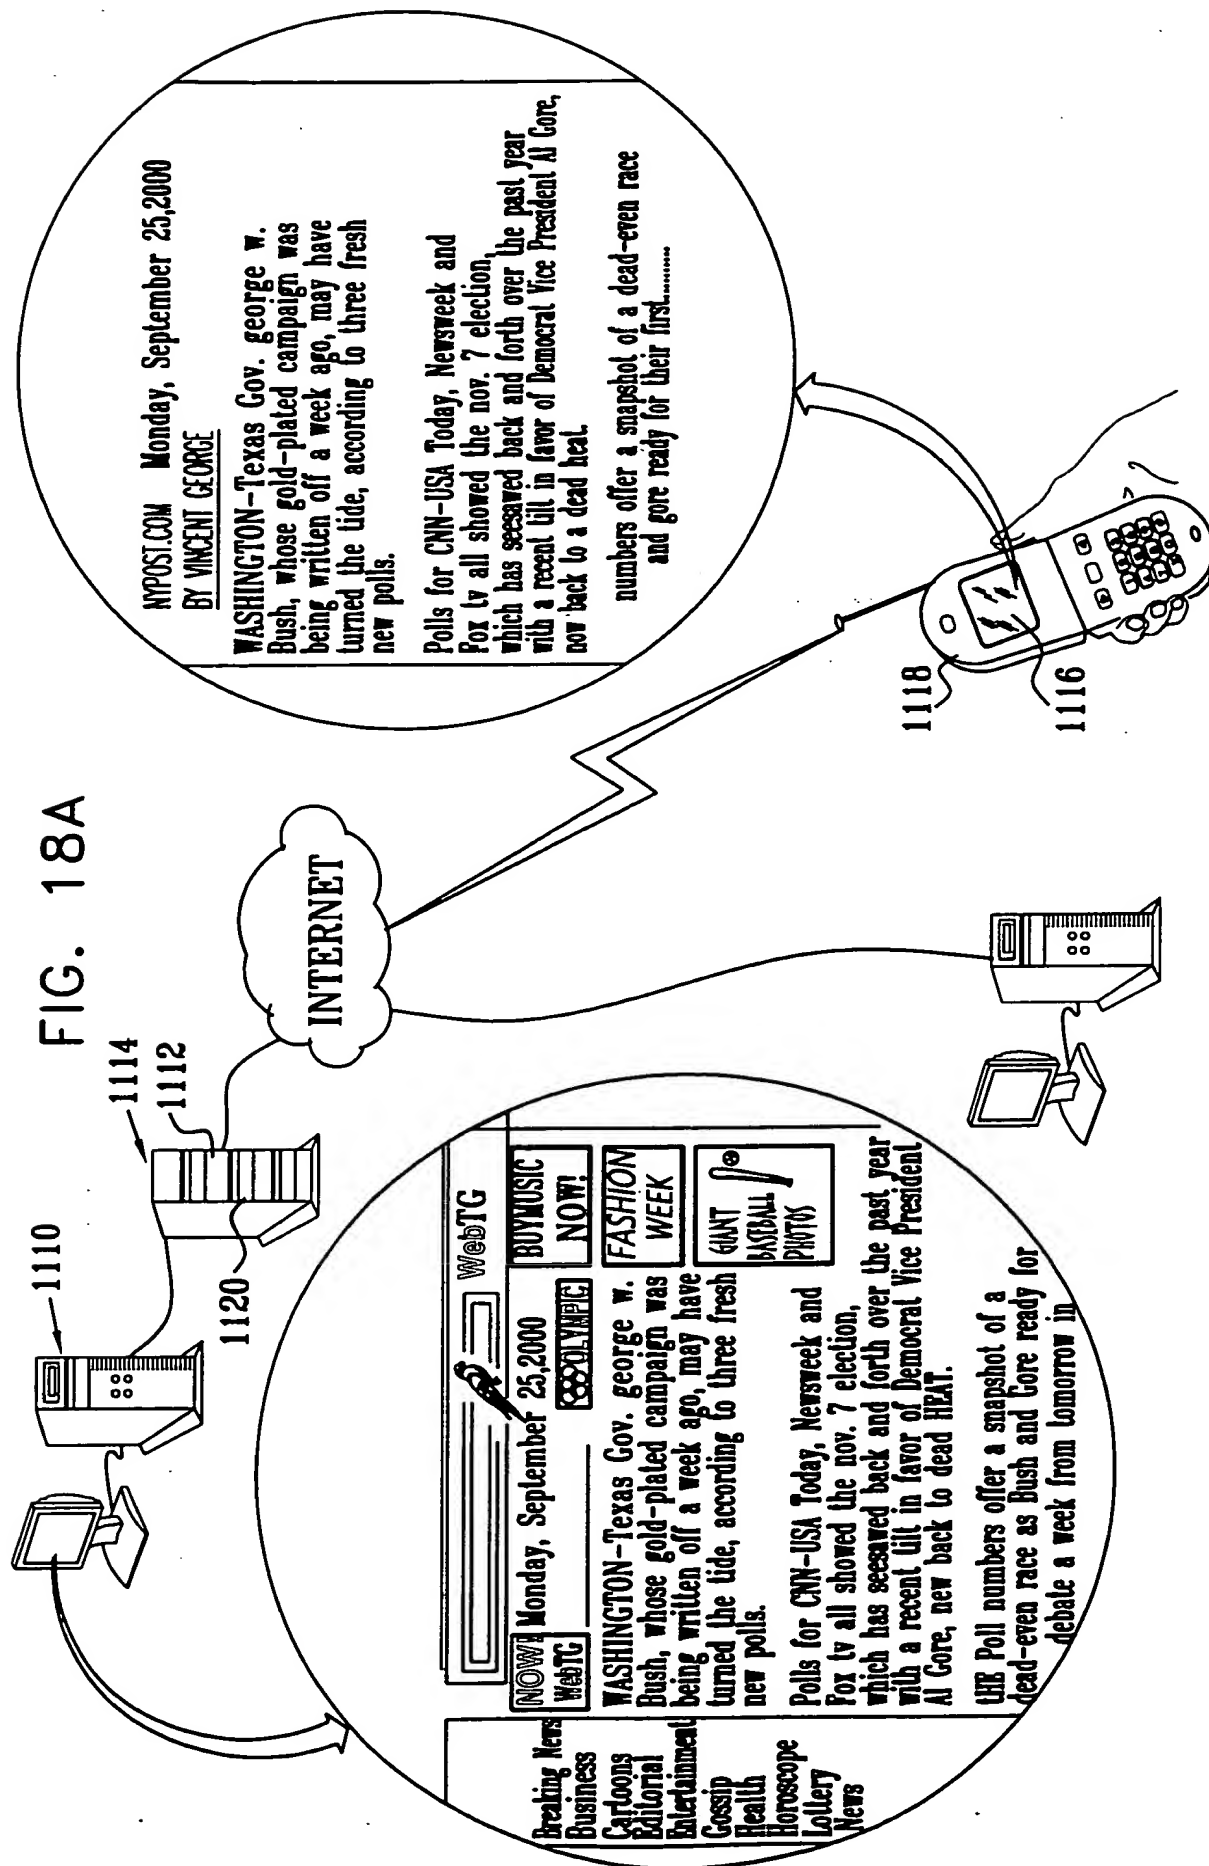 FIG. 18A
1110
1114
1112
1120
INTERNET
1118
1116
WebTG
NOW!
WebTG
Monday, September 25,2000
OLYMPIC
BUYMUSIC
NOW!
FASHION
WEEK
GIANT
BASEBALL
PHOTOS
Breaking News
Business
Cartoons
Editorial
Entertainment
Gossip
Health
Horoscope
Lottery
News
WASHINGTON-Texas Gov. george w.
Bush, whose gold-plated campaign was
being written off a week ago, may have
turned the tide, according to three fresh
new polls.
Polls for CNN-USA Today, Newsweek and
Fox tv all showed the nov. 7 election,
which has seesawed back and forth over the past year
with a recent tilt in favor of Democrat Vice President
Al Gore, new back to dead HEAT.
tHE Poll numbers offer a snapshot of a
dead-even race as Bush and Gore ready for
debate a week from tomorrow in
NYPOST.COM Monday, September 25,2000
BY VINCENT GEORGE
WASHINGTON-Texas Gov. george w.
Bush, whose gold-plated campaign was
being written off a week ago, may have
turned the tide, according to three fresh
new polls.
Polls for CNN-USA Today, Newsweek and
Fox tv all showed the nov. 7 election,
which has seesawed back and forth over the past year
with a recent tilt in favor of Democrat Vice President Al Gore,
now back to a dead heat.
numbers offer a snapshot of a dead-even race
and gore ready for their first..........